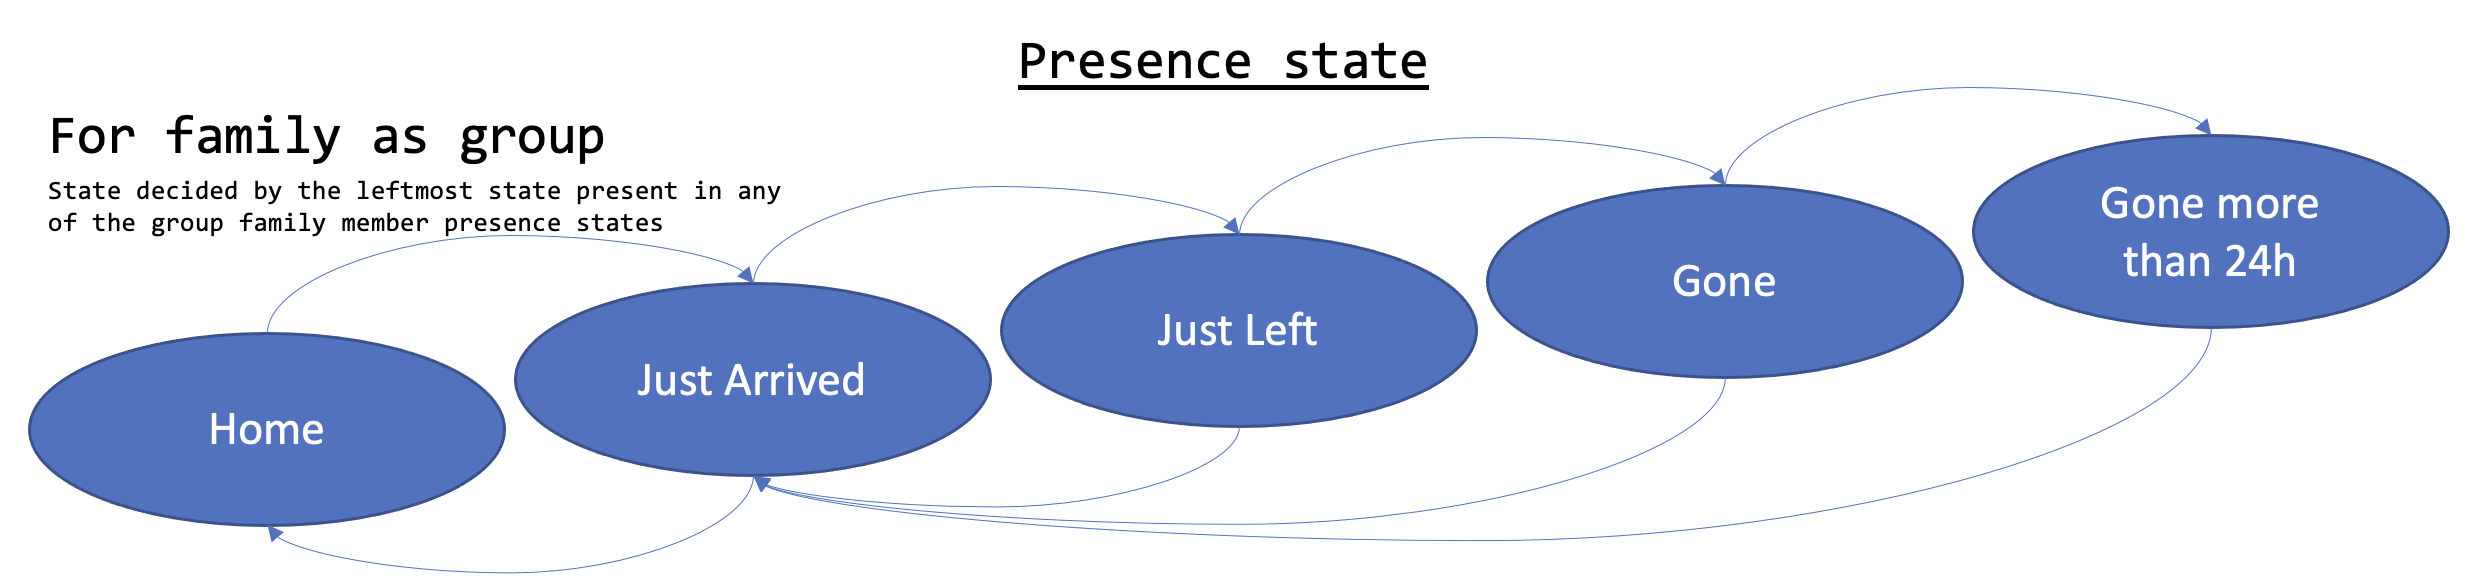 Presence state
For family as group
State decided by the leftmost state present in any
of the group family member presence states
Home
Just Arrived
Just Left
Gone
Gone more
than 24h